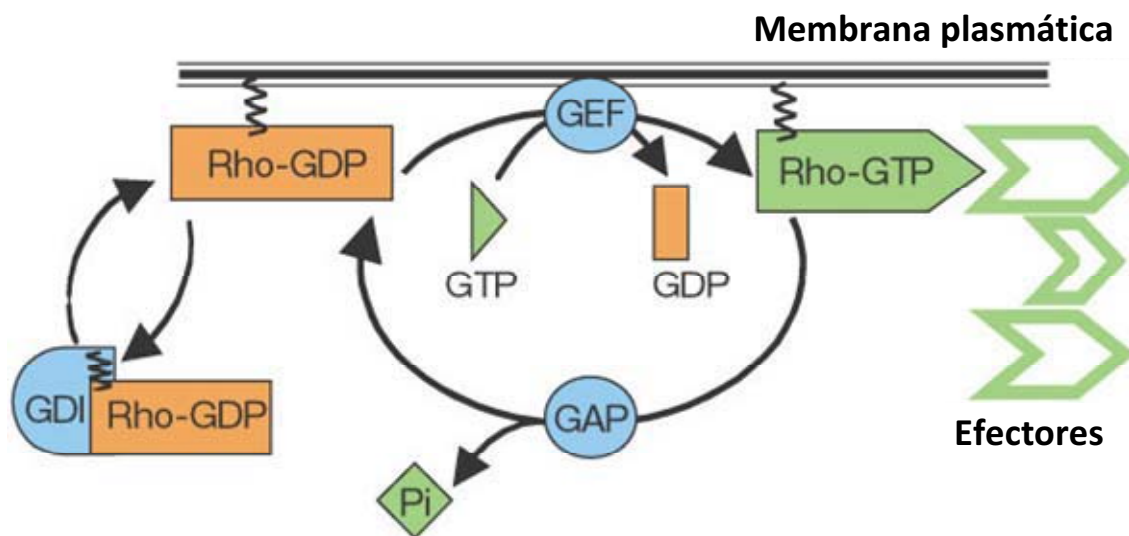 Membrana plasmática
GEF
Rho-GDP
Rho-GTP
GTP
GDP
GDI
Rho-GDP
GAP
Efectores
Pi